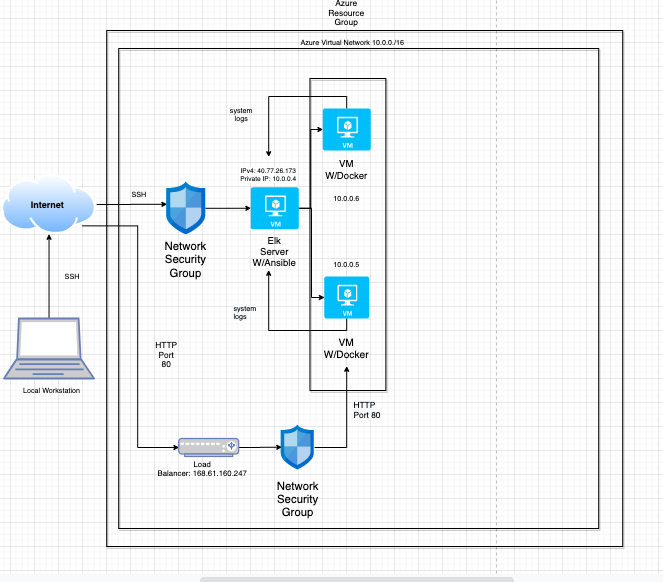 Azure
Resource
Group
Azure Virtual Network 10.0.0./16
system
logs
VM
VM
W/Docker
IPv4: 40.77.26.173
Private IP: 10.0.0.4
SSH
Internet
VM
10.0.0.6
Network
Security
Group
Elk
Server
W/Ansible
10.0.0.5
SSH
system
logs
VM
VM
W/Docker
HTTP
Port
80
Local Workstation
HTTP
Port 80
Load
Balancer: 168.61.160.247
Network
Security
Group